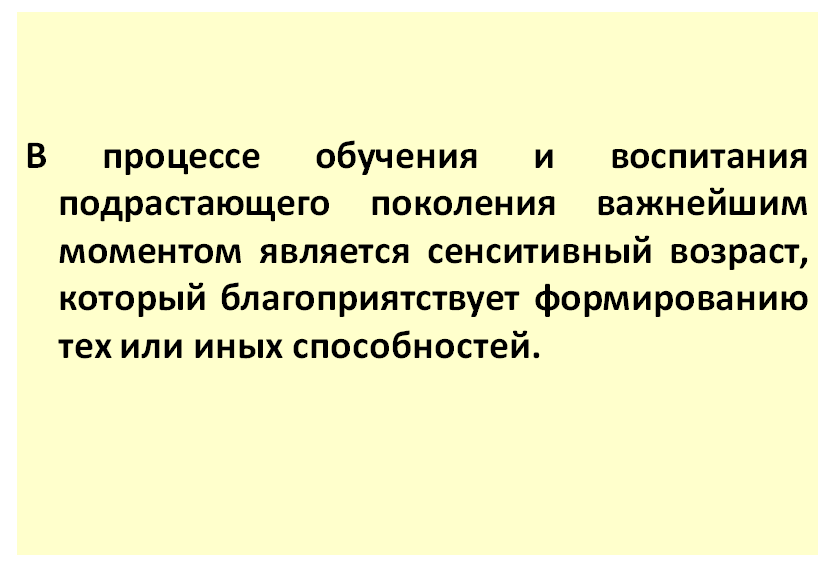 В процессе обучения и воспитания
подрастающего поколения важнейшим
моментом является сенситивный возраст,
который благоприятствует формированию
тех или иных способностей.